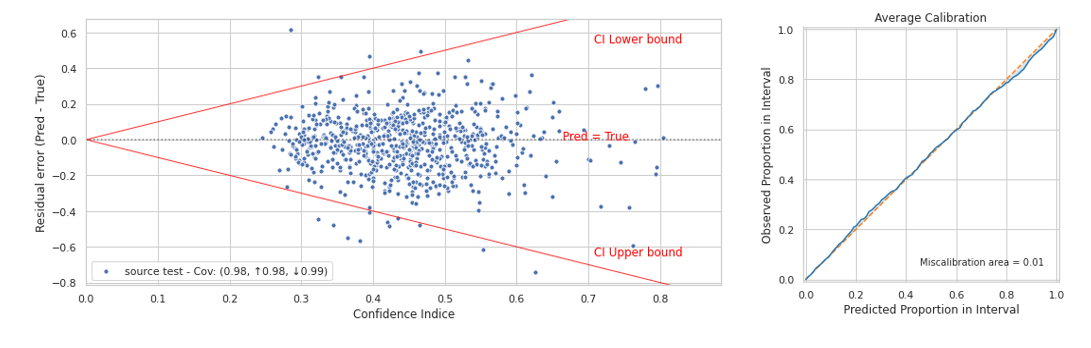 Average Calibration
CI Lower bound
Pred = True
CI Upper bound
source test - Cov: (0.98, ↑0.98, ↓0.99)
Residual error (Pred - True)
0.6
0.4
0.2
0.0
−0.2
−0.4
−0.6
−0.8
0.0 0.1 0.2 0.3 0.4 0.5 0.6 0.7 0.8
Confidence Indice
Observed Proportion in Interval
1.0
0.8
0.6
0.4
0.2
0.0
Miscalibration area = 0.01
0.0 0.2 0.4 0.6 0.8 1.0
Predicted Proportion in Interval